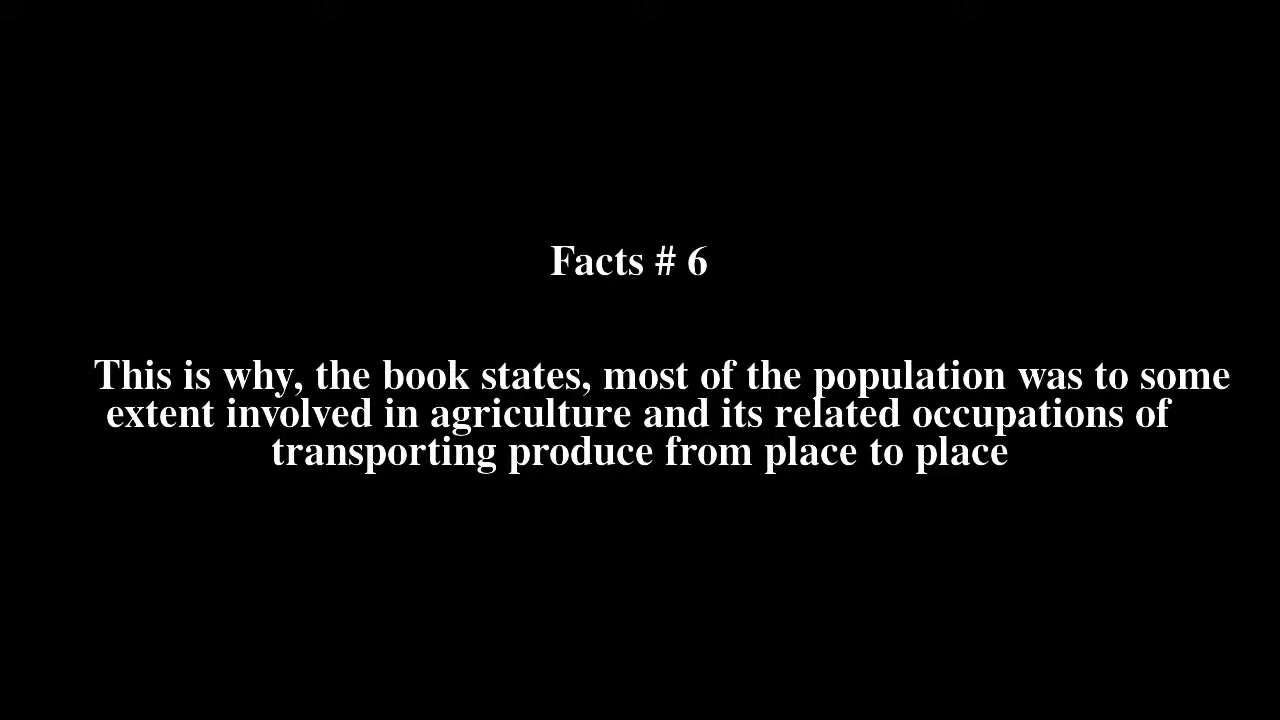 Facts # 6
This is why, the book states, most of the population was to some
extent involved in agriculture and its related occupations of
transporting produce from place to place